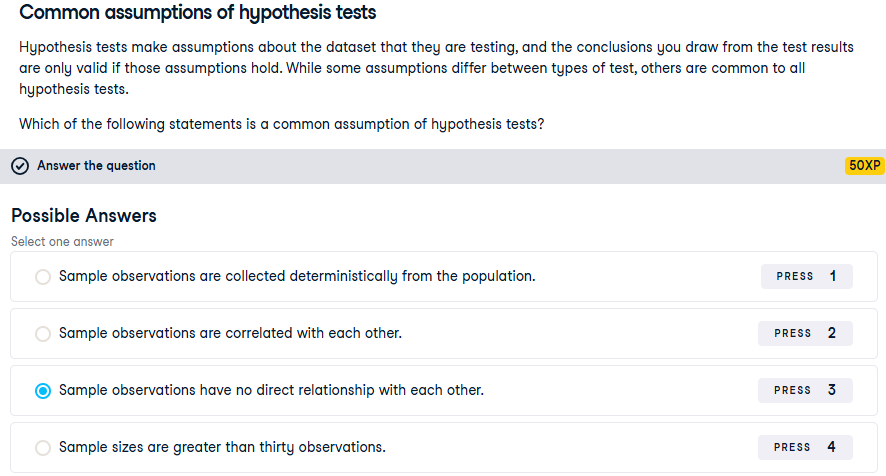 Common assumptions of hypothesis tests
Hypothesis tests make assumptions about the dataset that they are testing, and the conclusions you draw from the test results
are only valid if those assumptions hold. While some assumptions differ between types of test, others are common to all
hypothesis tests.
Which of the following statements is a common assumption of hypothesis tests?
Answer the question 50XP
Possible Answers
Select one answer
Sample observations are collected deterministically from the population. PRESS 1
Sample observations are correlated with each other. PRESS 2
Sample observations have no direct relationship with each other. PRESS 3
Sample sizes are greater than thirty observations. PRESS 4